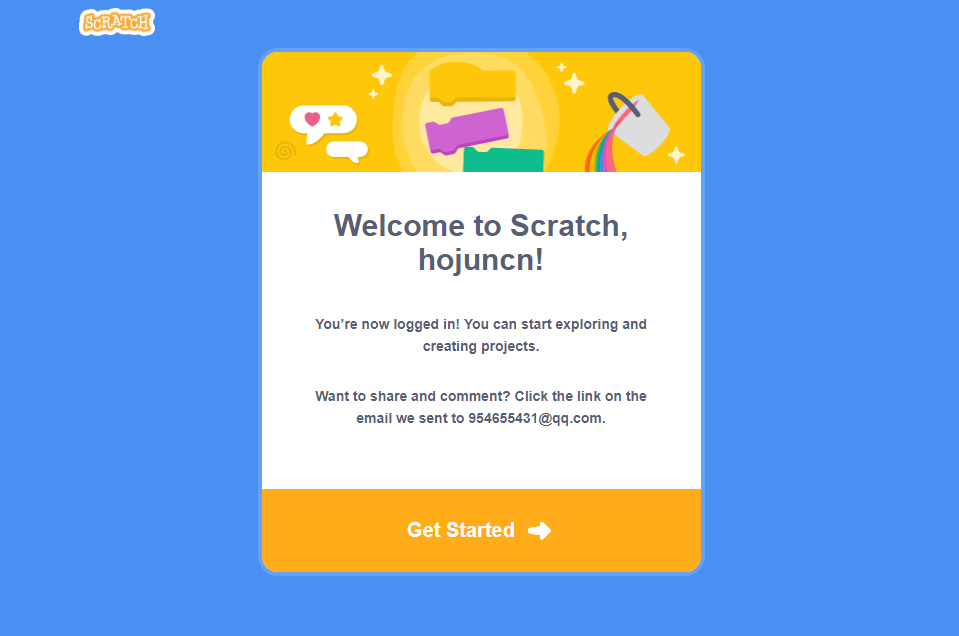 SCRATCH
Welcome to Scratch,
hojuncn!
You’re now logged in! You can start exploring and
creating projects.
Want to share and comment? Click the link on the
email we sent to 954655431@qq.com.
Get Started